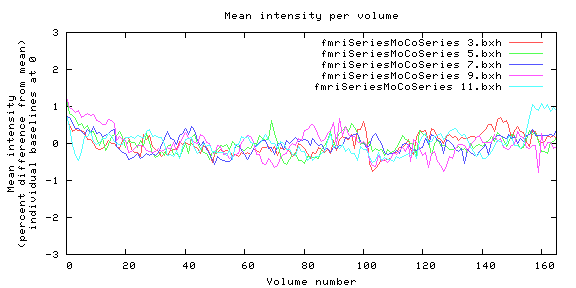 Mean intensity per volume
Mean intensity
(percent difference from mean)
individual baselines at 0
3
2
1
0
-1
-2
-3
fmriSeriesMoCoSeries 3.bxh
fmriSeriesMoCoSeries 5.bxh
fmriSeriesMoCoSeries 7.bxh
fmriSeriesMoCoSeries 9.bxh
fmriSeriesMoCoSeries 11.bxh
0 20 40 60 80 100 120 140 160
Volume number